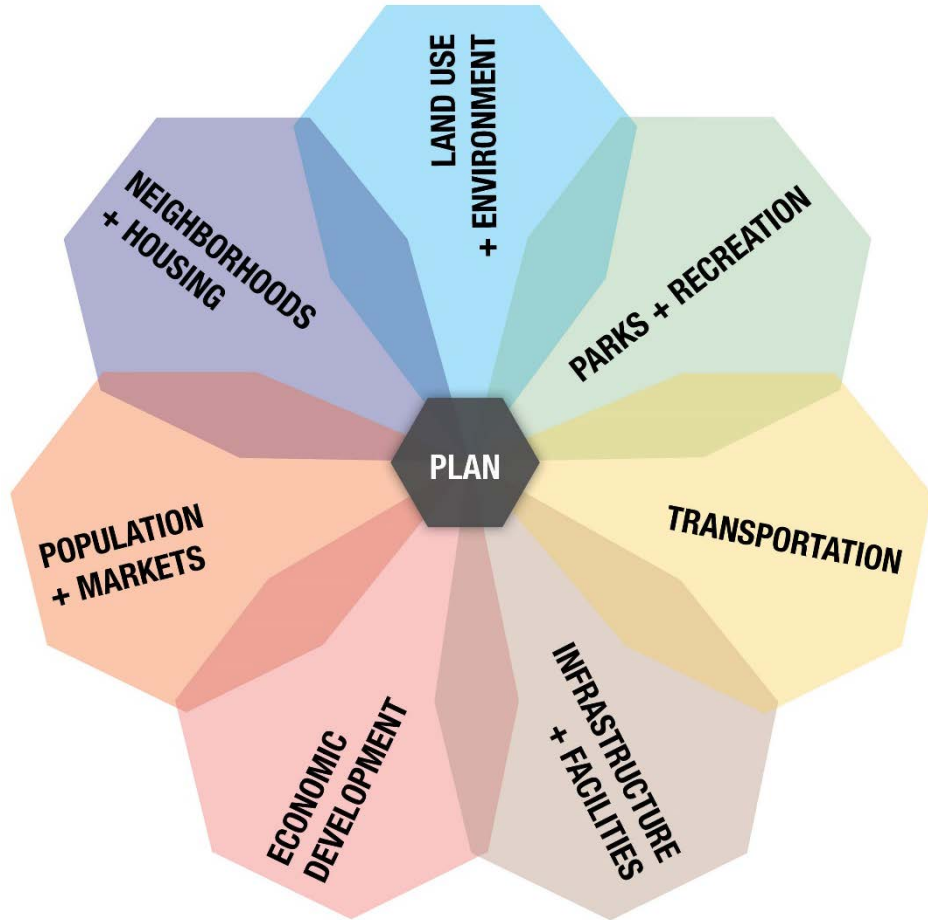 LAND USE
+ ENVIRONMENT
PARKS + RECREATION
TRANSPORTATION
INFRASTRUCTURE
+ FACILITIES
ECONOMIC
DEVELOPMENT
POPULATION
+ MARKETS
NEIGHBORHOODS
+ HOUSING
PLAN